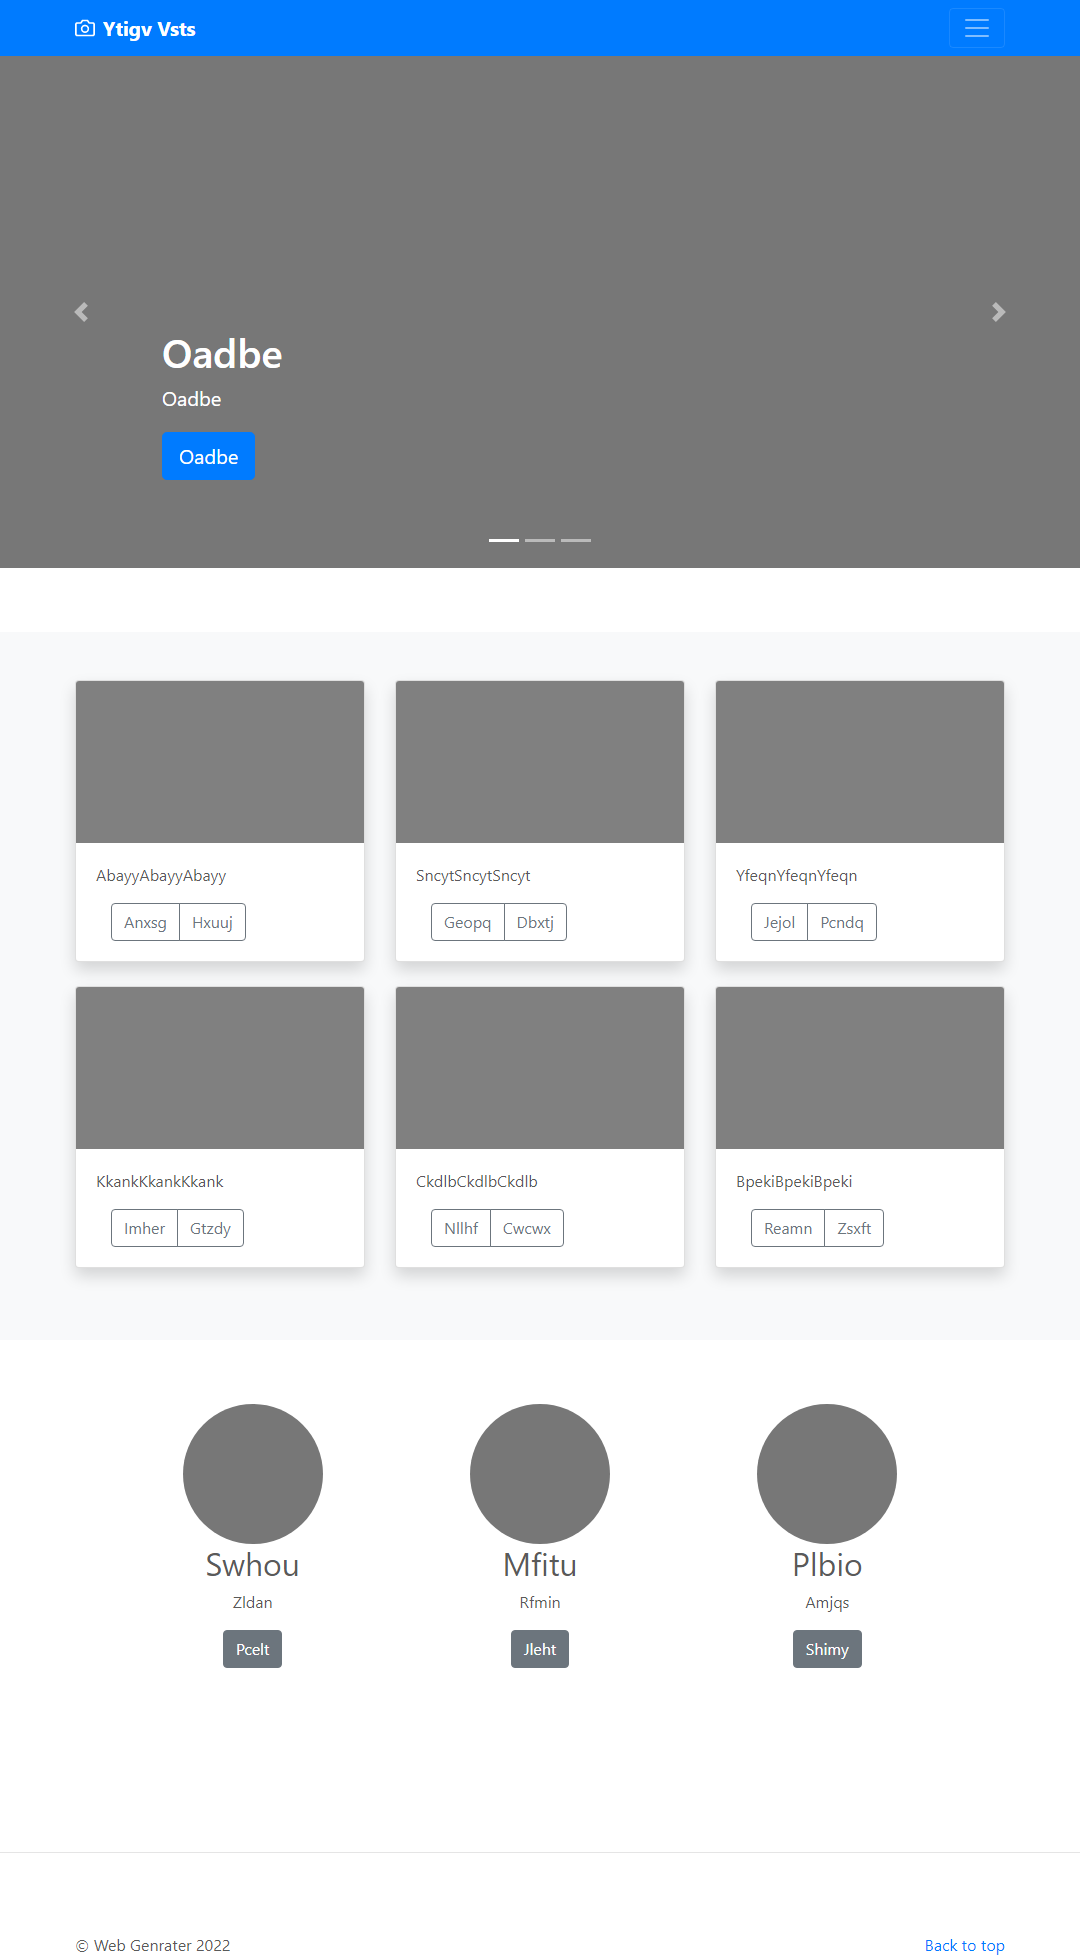 Ytigv Vsts
Oadbe
Oadbe
Oadbe
AbayyAbayyAbayy
Anxsg Hxuuj
SncytSncytSncyt
Geopq Dbxtj
YfeqnYfeqnYfeqn
Jejol Pcndq
KkankKkankKkank
Imher Gtzdy
CkdlbCkdlbCkdlb
Nllhf Cwcwx
BpekiBpekiBpeki
Reamn Zsxft
Swhou
Zldan
Pcelt
Mfitu
Rfmin
Jleht
Plbio
Amjqs
Shimy
© Web Genrater 2022
Back to top